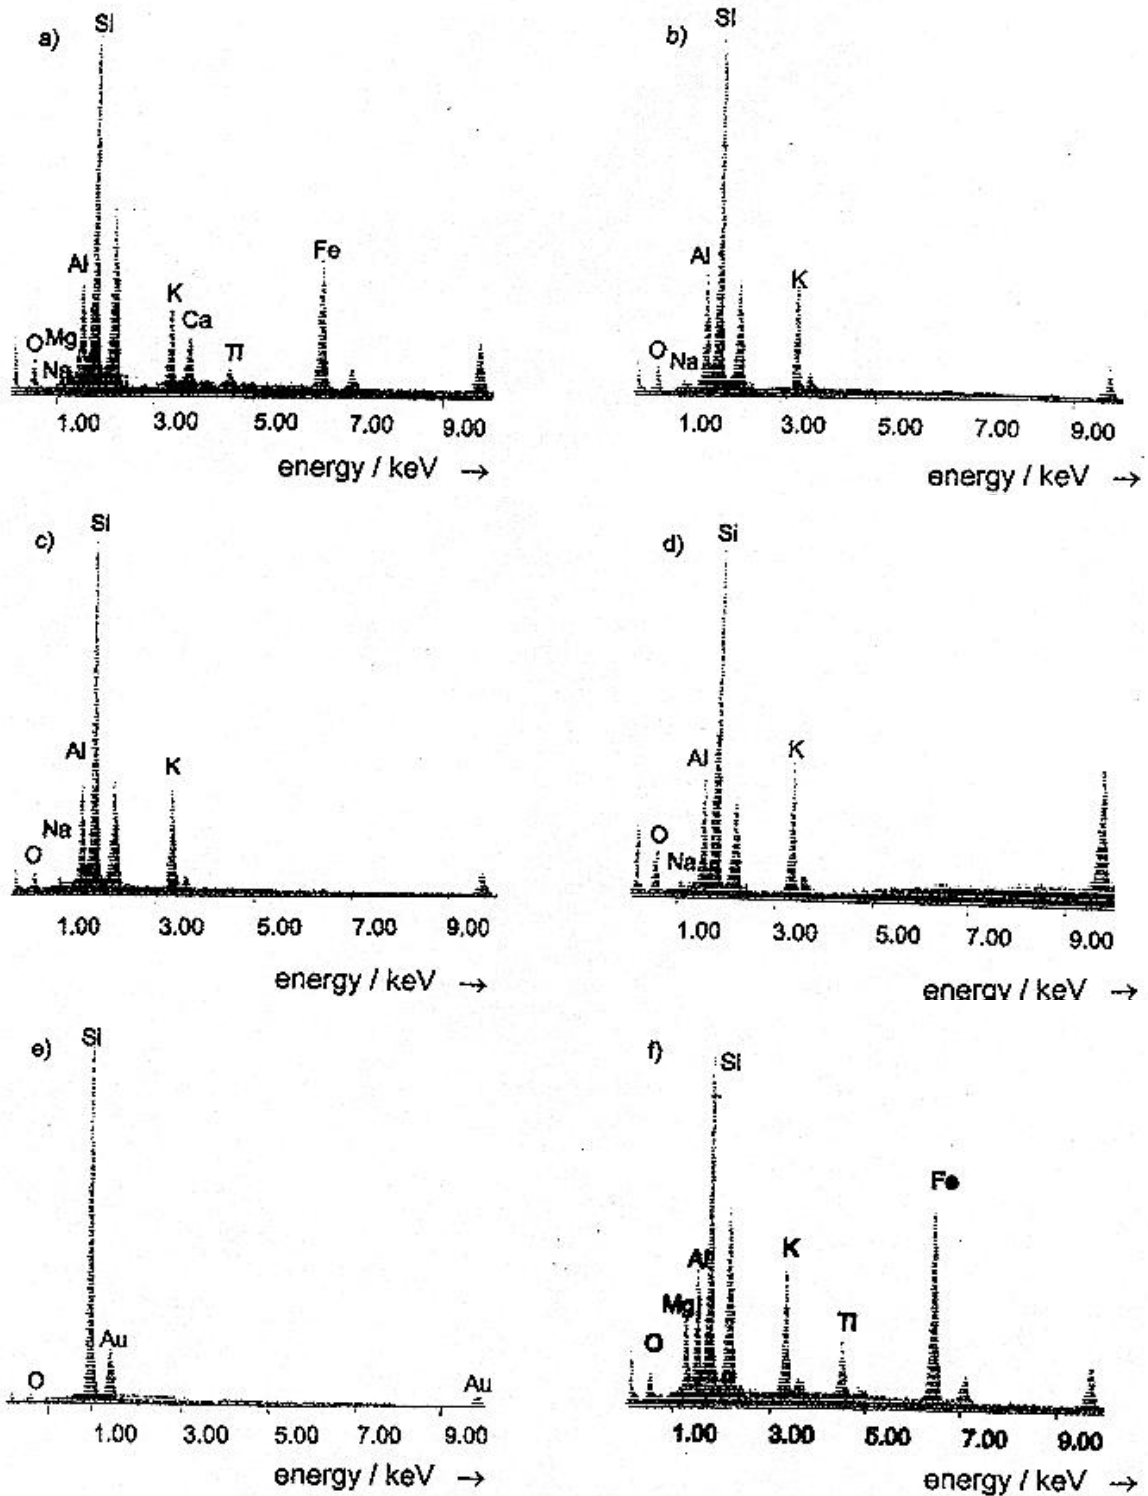 a)
Si
Al
O
Mg
Na
K
Ca
Ti
Fe
1.00 3.00 5.00 7.00 9.00
energy / keV →
b)
Si
Al
O
Na
K
1.00 3.00 5.00 7.00 9.00
energy / keV →
c)
Si
Al
Na
O
K
1.00 3.00 5.00 7.00 9.00
energy / keV →
d)
Si
Al
O
Na
K
1.00 3.00 5.00 7.00 9.00
energy / keV →
e)
Si
Au
O
Au
1.00 3.00 5.00 7.00 9.00
energy / keV →
f)
Si
Al
Mg
O
K
Ti
Fe
1.00 3.00 5.00 7.00 9.00
energy / keV →